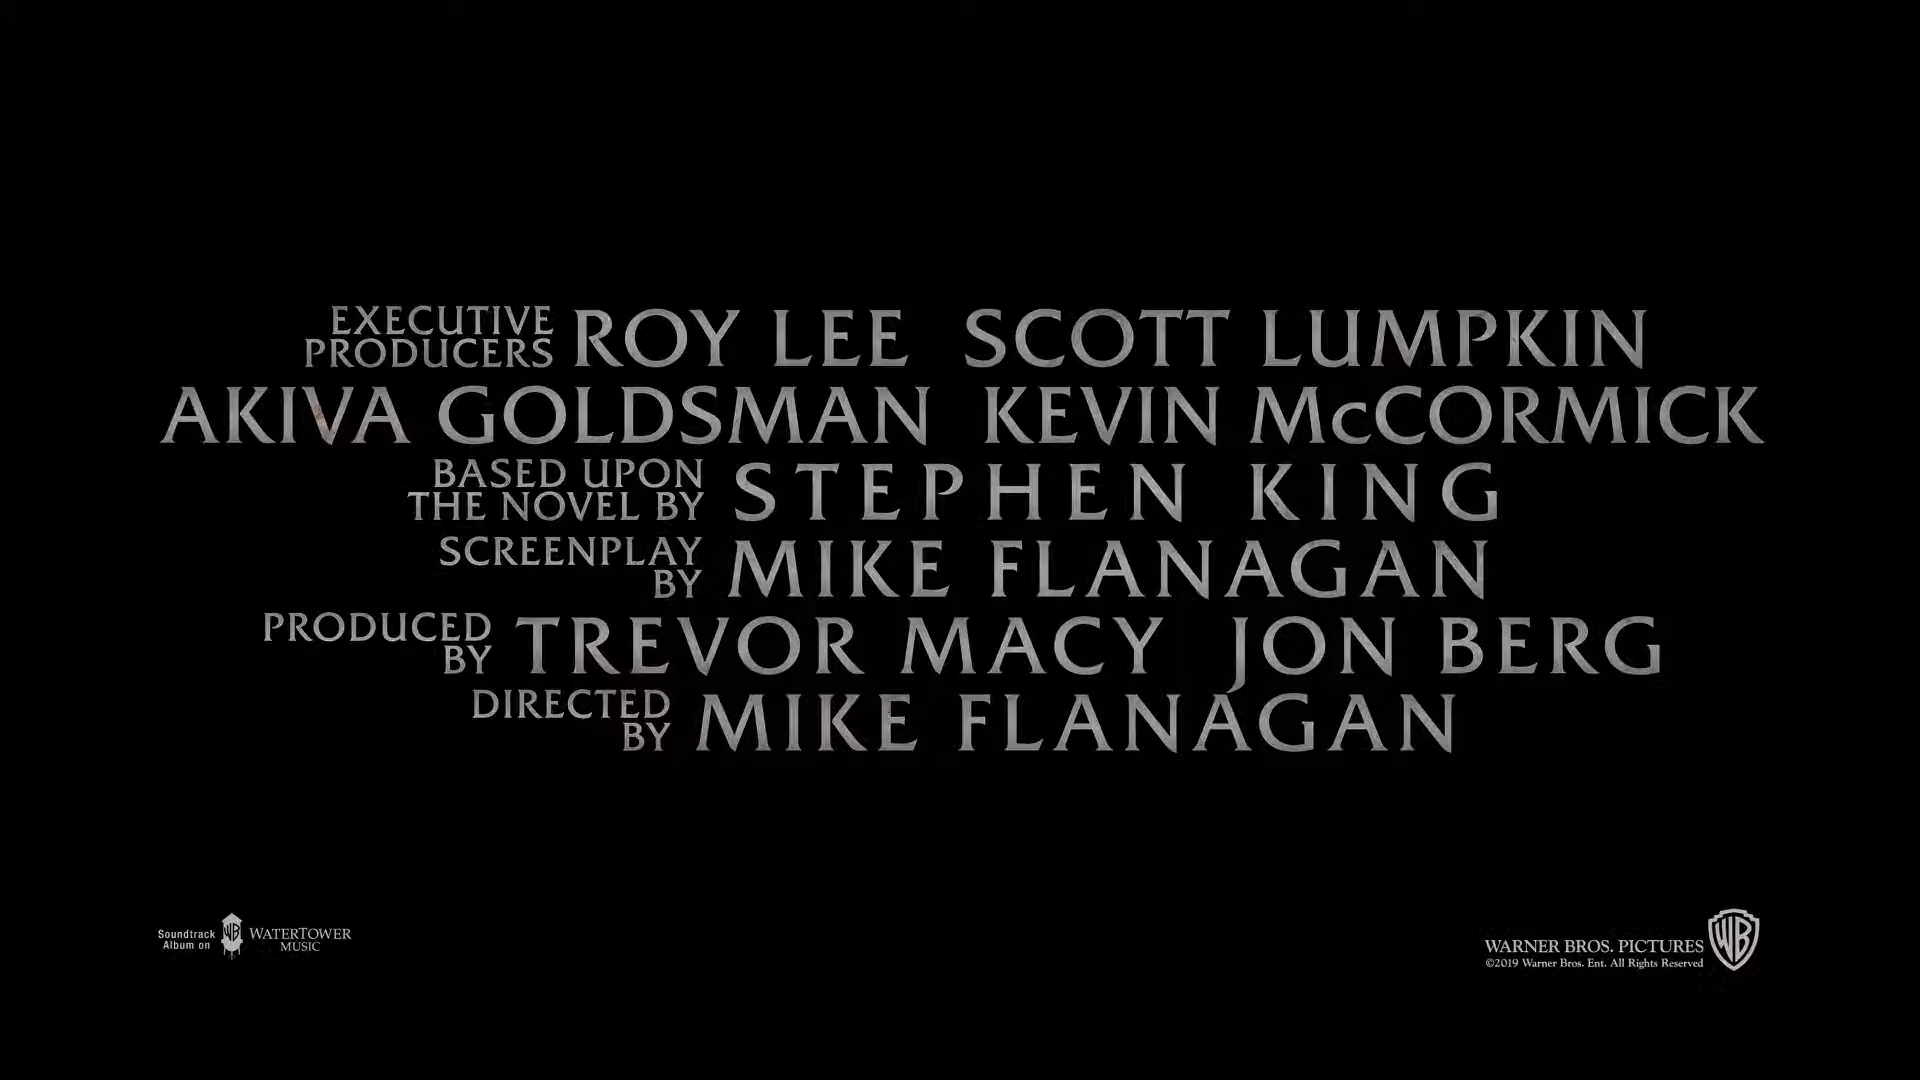 EXECUTIVE PRODUCERS ROY LEE SCOTT LUMPKIN
AKIVA GOLDSMAN KEVIN McCORMICK
BASED UPON THE NOVEL BY STEPHEN KING
SCREENPLAY BY MIKE FLANAGAN
PRODUCED BY TREVOR MACY JON BERG
DIRECTED BY MIKE FLANAGAN
Soundtrack Album on WB WATERTOWER MUSIC
WARNER BROS. PICTURES WB
©2019 Warner Bros. Ent. All Rights Reserved